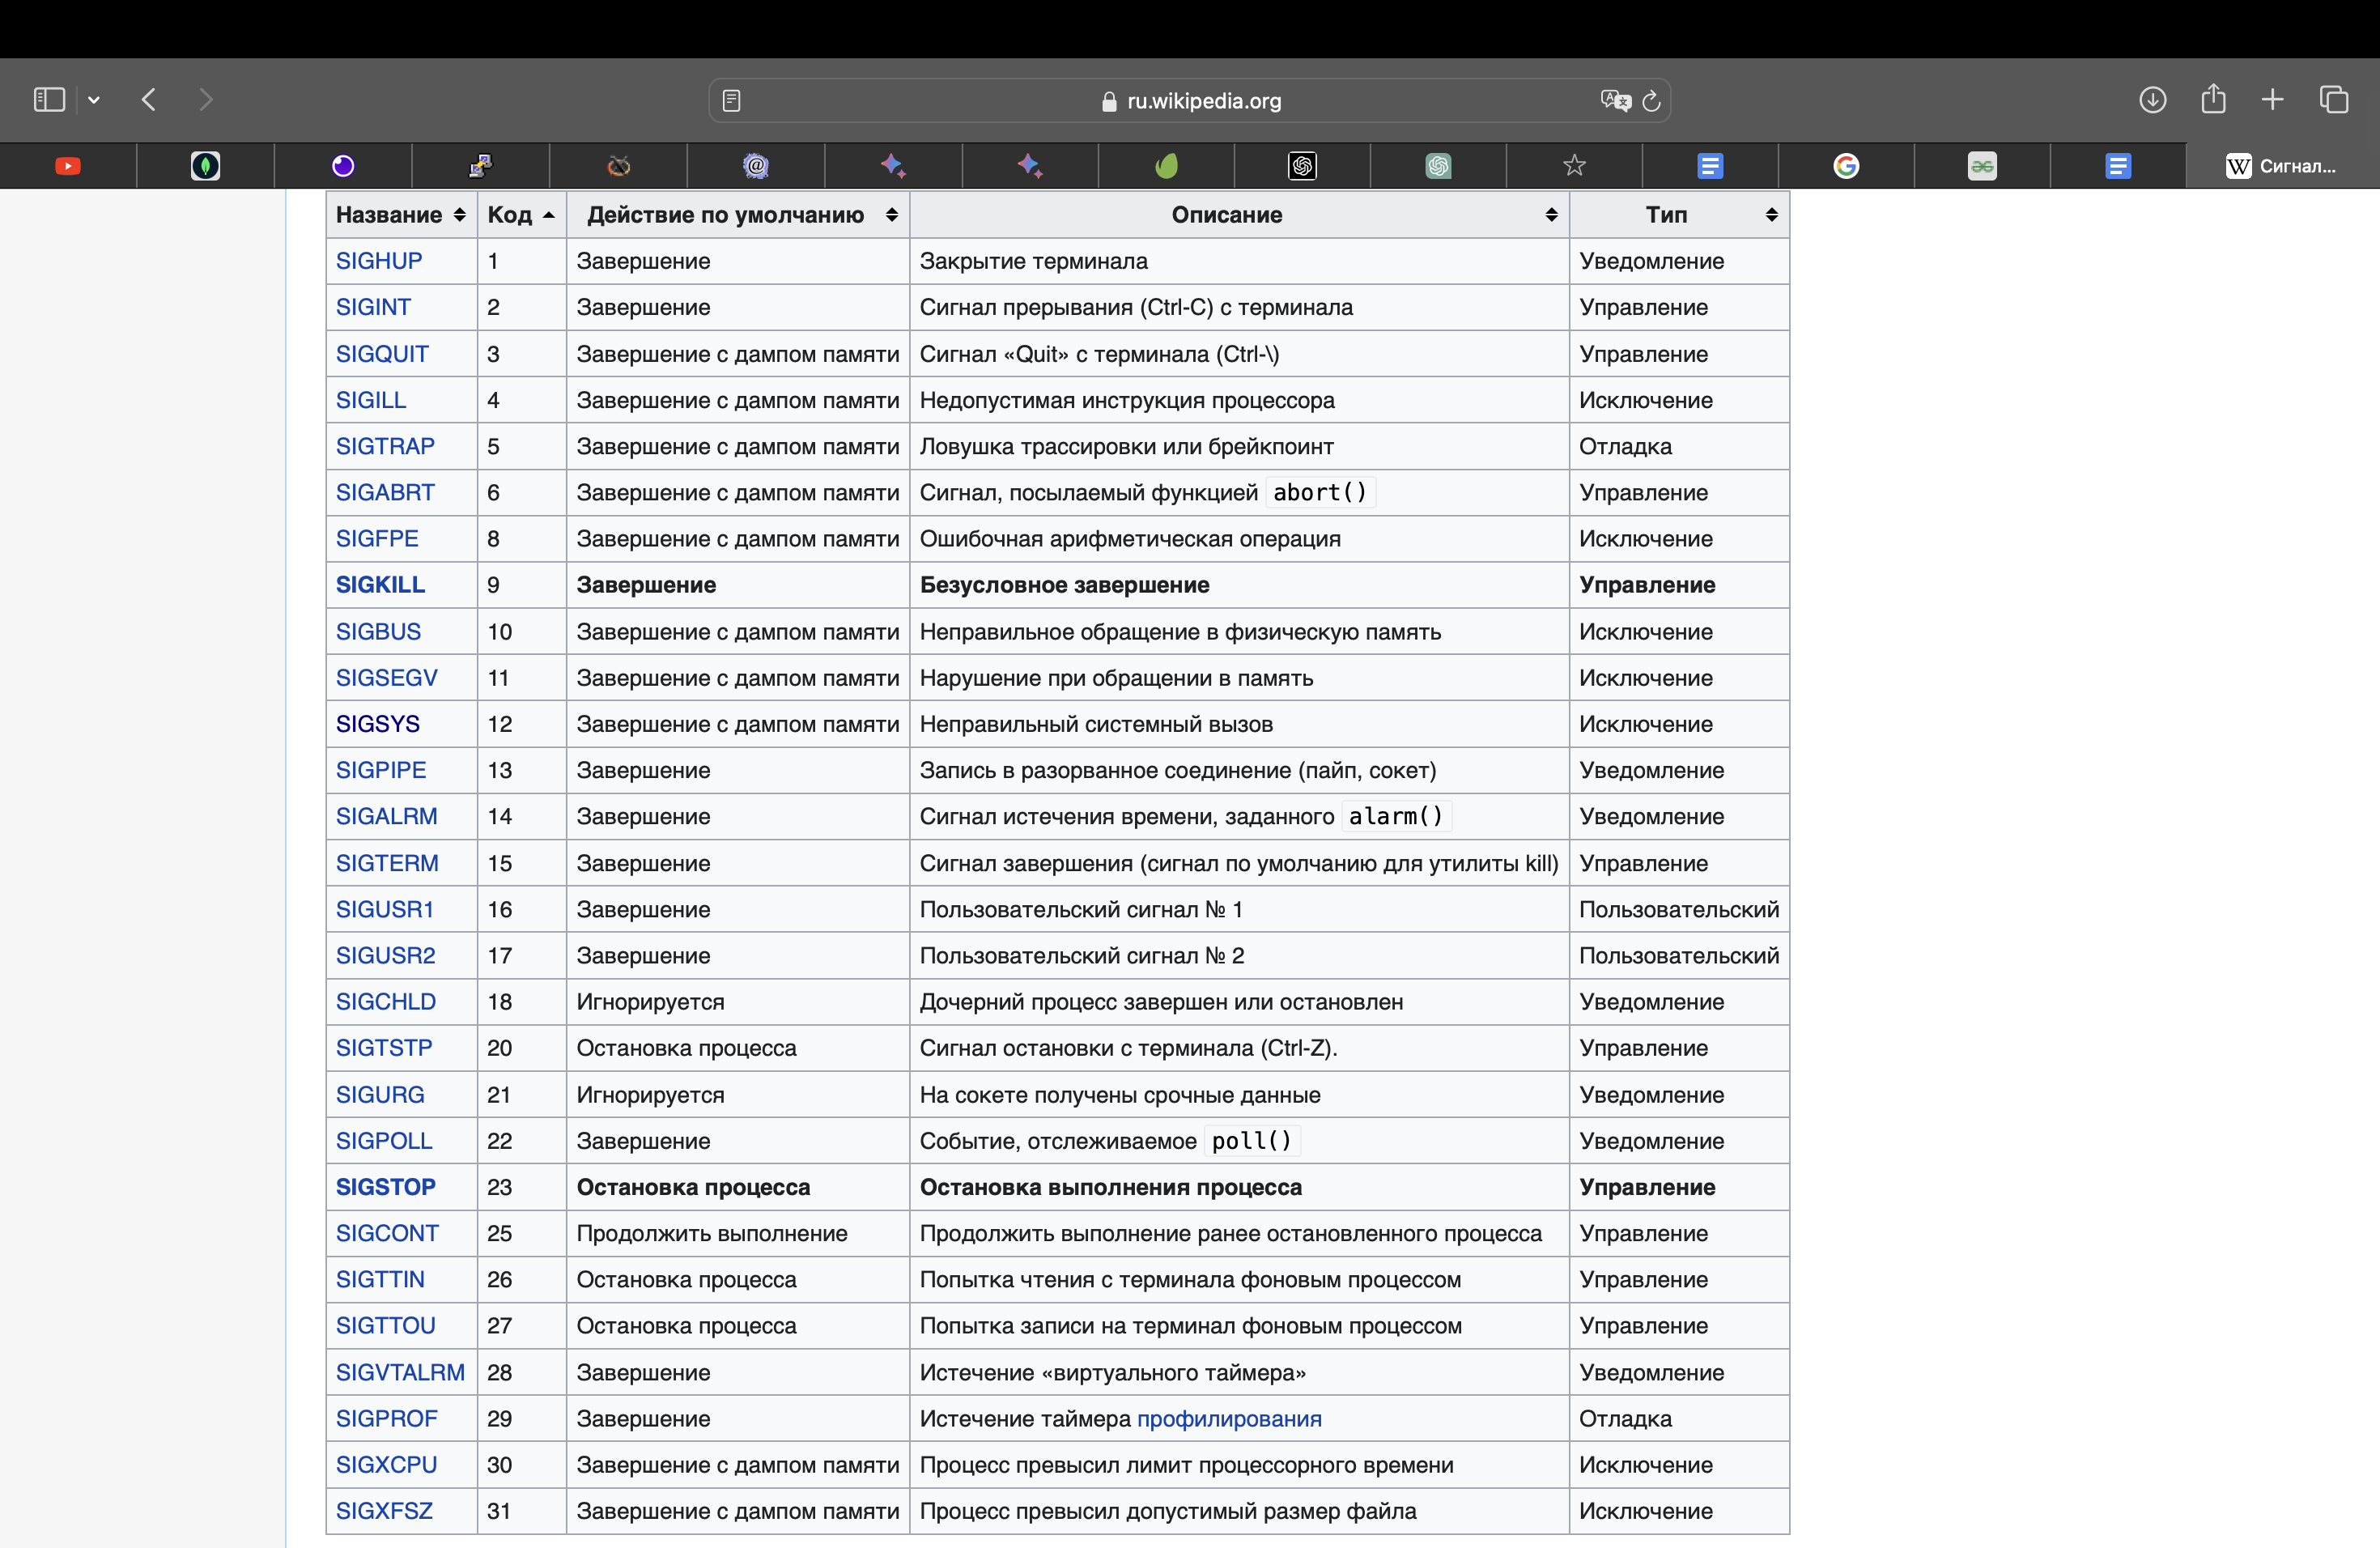 ru.wikipedia.org
Сигнал...
Название Код Действие по умолчанию Описание Тип
SIGHUP 1 Завершение Закрытие терминала Уведомление
SIGINT 2 Завершение Сигнал прерывания (Ctrl-C) с терминала Управление
SIGQUIT 3 Завершение с дампом памяти Сигнал «Quit» с терминала (Ctrl-\) Управление
SIGILL 4 Завершение с дампом памяти Недопустимая инструкция процессора Исключение
SIGTRAP 5 Завершение с дампом памяти Ловушка трассировки или брейкпоинт Отладка
SIGABRT 6 Завершение с дампом памяти Сигнал, посылаемый функцией abort() Управление
SIGFPE 8 Завершение с дампом памяти Ошибочная арифметическая операция Исключение
SIGKILL 9 Завершение Безусловное завершение Управление
SIGBUS 10 Завершение с дампом памяти Неправильное обращение в физическую память Исключение
SIGSEGV 11 Завершение с дампом памяти Нарушение при обращении в память Исключение
SIGSYS 12 Завершение с дампом памяти Неправильный системный вызов Исключение
SIGPIPE 13 Завершение Запись в разорванное соединение (пайп, сокет) Уведомление
SIGALRM 14 Завершение Сигнал истечения времени, заданного alarm() Уведомление
SIGTERM 15 Завершение Сигнал завершения (сигнал по умолчанию для утилиты kill) Управление
SIGUSR1 16 Завершение Пользовательский сигнал № 1 Пользовательский
SIGUSR2 17 Завершение Пользовательский сигнал № 2 Пользовательский
SIGCHLD 18 Игнорируется Дочерний процесс завершен или остановлен Уведомление
SIGTSTP 20 Остановка процесса Сигнал остановки с терминала (Ctrl-Z). Управление
SIGURG 21 Игнорируется На сокете получены срочные данные Уведомление
SIGPOLL 22 Завершение Событие, отслеживаемое poll() Уведомление
SIGSTOP 23 Остановка процесса Остановка выполнения процесса Управление
SIGCONT 25 Продолжить выполнение Продолжить выполнение ранее остановленного процесса Управление
SIGTTIN 26 Остановка процесса Попытка чтения с терминала фоновым процессом Управление
SIGTTOU 27 Остановка процесса Попытка записи на терминал фоновым процессом Управление
SIGVTALRM 28 Завершение Истечение «виртуального таймера» Уведомление
SIGPROF 29 Завершение Истечение таймера профилирования Отладка
SIGXCPU 30 Завершение с дампом памяти Процесс превысил лимит процессорного времени Исключение
SIGXFSZ 31 Завершение с дампом памяти Процесс превысил допустимый размер файла Исключение